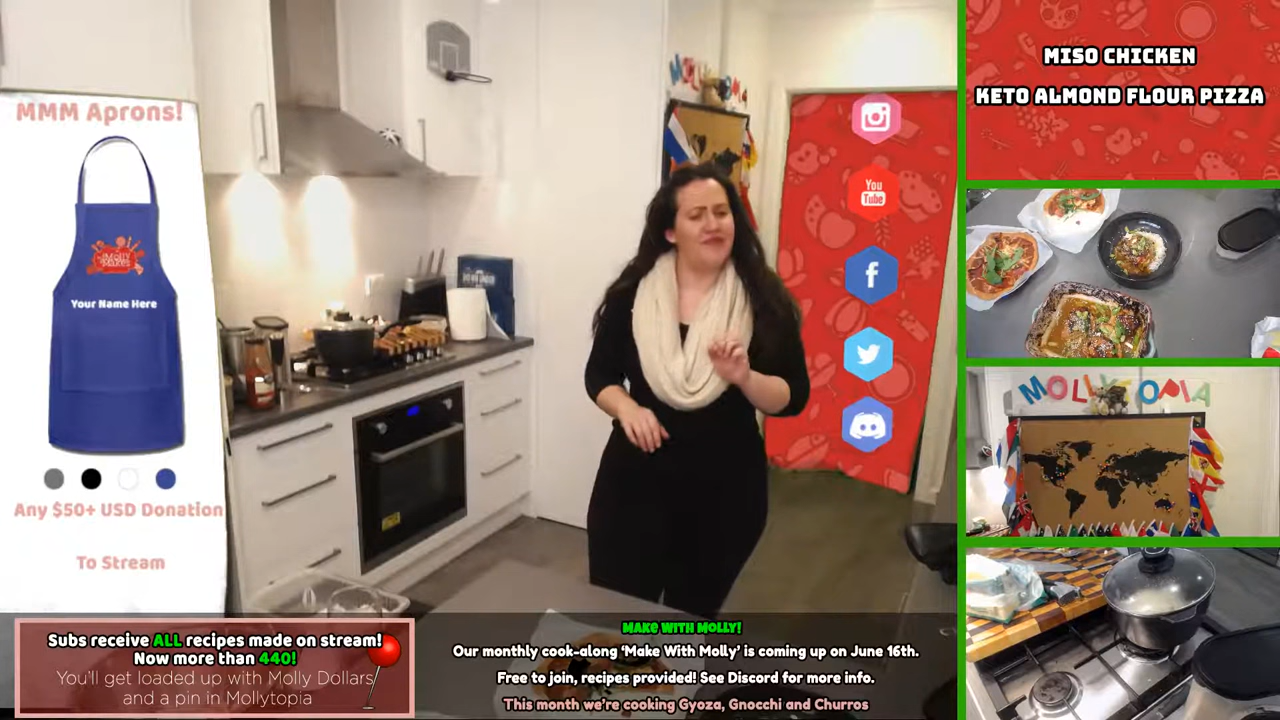 MMM Aprons!
Molly Makes
Your Name Here
Any $50+ USD Donation
To Stream
You Tube
MISO CHICKEN
KETO ALMOND FLOUR PIZZA
MOLLYTOPIA
Subs receive ALL recipes made on stream!
Now more than 440!
You'll get loaded up with Molly Dollars
and a pin in Mollytopia
MAKE WITH MOLLY!
Our monthly cook-along 'Make With Molly' is coming up on June 16th.
Free to join, recipes provided! See Discord for more info.
This month we're cooking Gyoza, Gnocchi and Churros